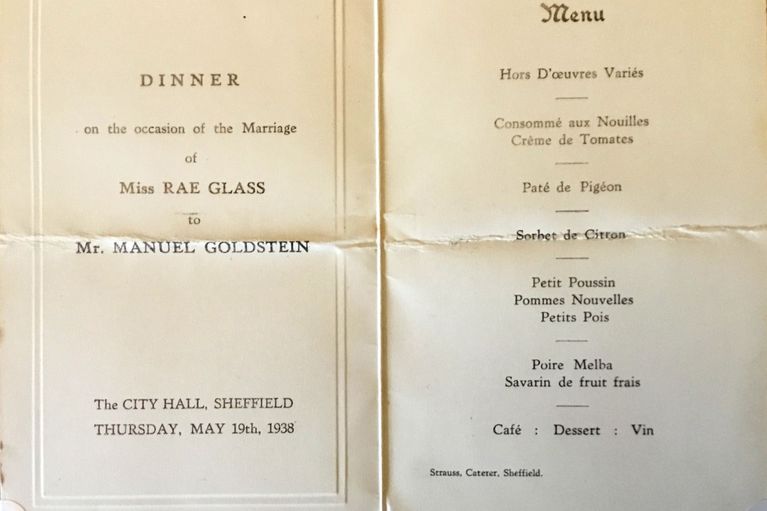 DINNER
on the occasion of the Marriage
of
Miss RAE GLASS
to
Mr. MANUEL GOLDSTEIN
The CITY HALL, SHEFFIELD
THURSDAY, MAY 19th, 1938
Menu
Hors D'œuvres Variés
Consommé aux Nouilles
Crême de Tomates
Paté de Pigéon
Sorbet de Citron
Petit Poussin
Pommes Nouvelles
Petits Pois
Poire Melba
Savarin de fruit frais
Café : Dessert : Vin
Strauss, Caterer, Sheffield.